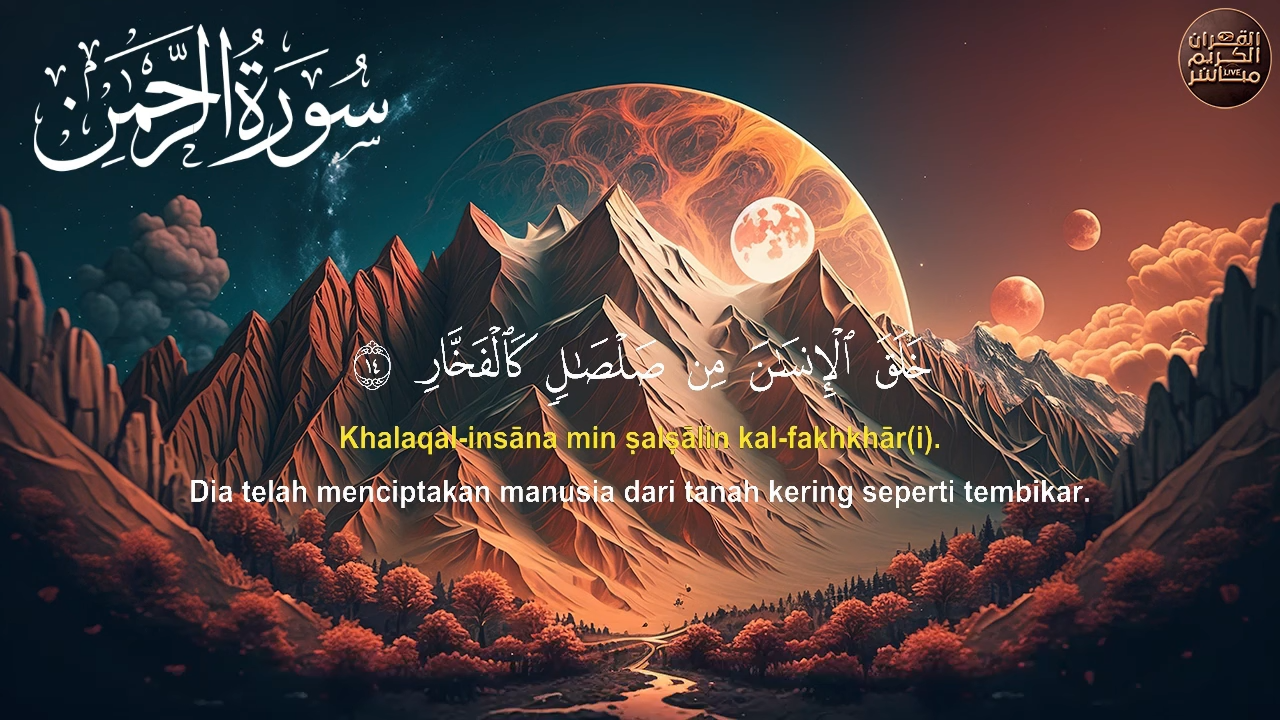 سُورَةُ الرَّحْمَٰنِ
القرآن
الكريم
مباشر
LIVE
خَلَقَ ٱلْإِنسَـٰنَ مِن صَلْصَـٰلٍ كَٱلْفَخَّارِ ١٤
Khalaqal-insāna min ṣalṣālin kal-fakhkhār(i).
Dia telah menciptakan manusia dari tanah kering seperti tembikar.